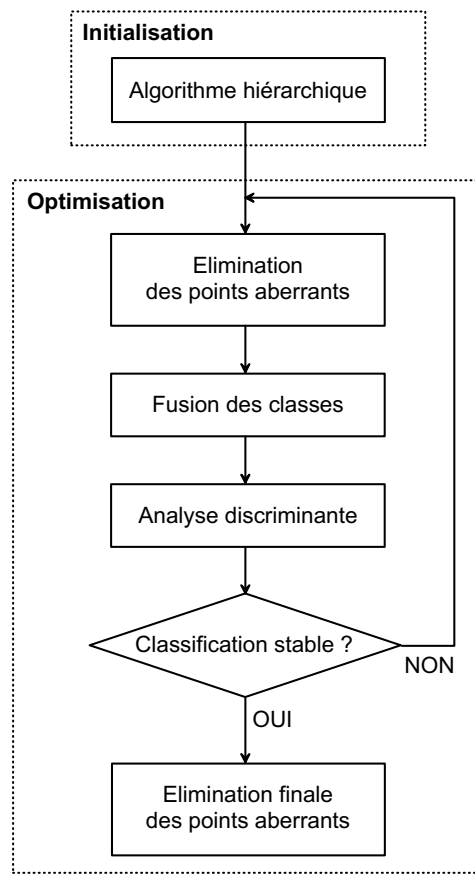 Initialisation
Algorithme hiérarchique
Optimisation
Elimination
des points aberrants
Fusion des classes
Analyse discriminante
Classification stable ?
NON
OUI
Elimination finale
des points aberrants